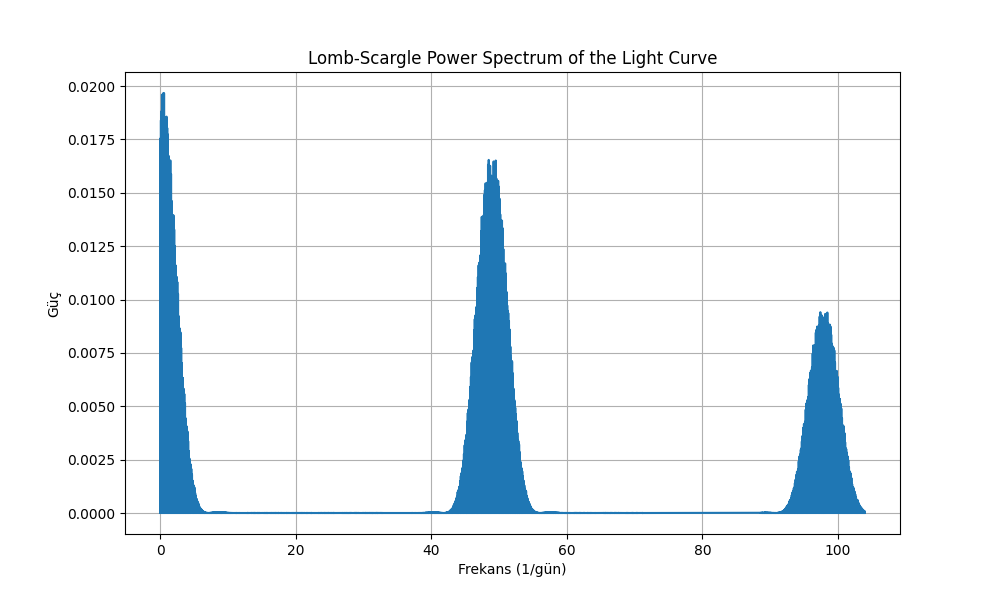 Lomb-Scargle Power Spectrum of the Light Curve
0.0200
0.0175
0.0150
0.0125
0.0100
0.0075
0.0050
0.0025
0.0000
Güç
0 20 40 60 80 100
Frekans (1/gün)